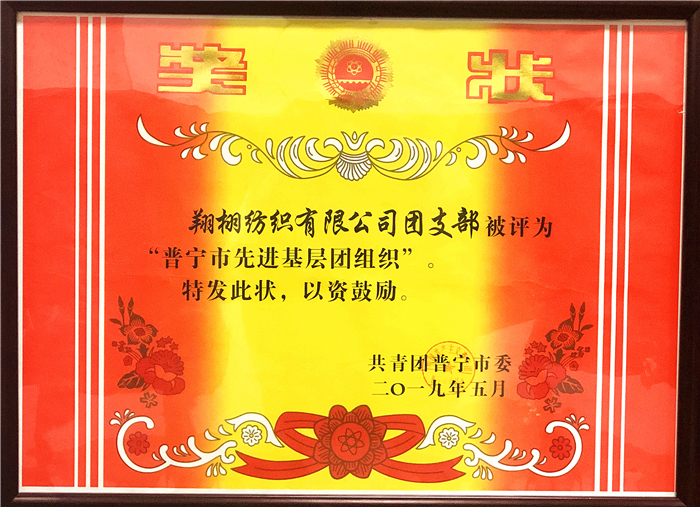 奖状
翔栩纺织有限公司团支部被评为
“普宁市先进基层团组织”。
特发此状，以资鼓励。
共青团普宁市委
二〇一九年五月